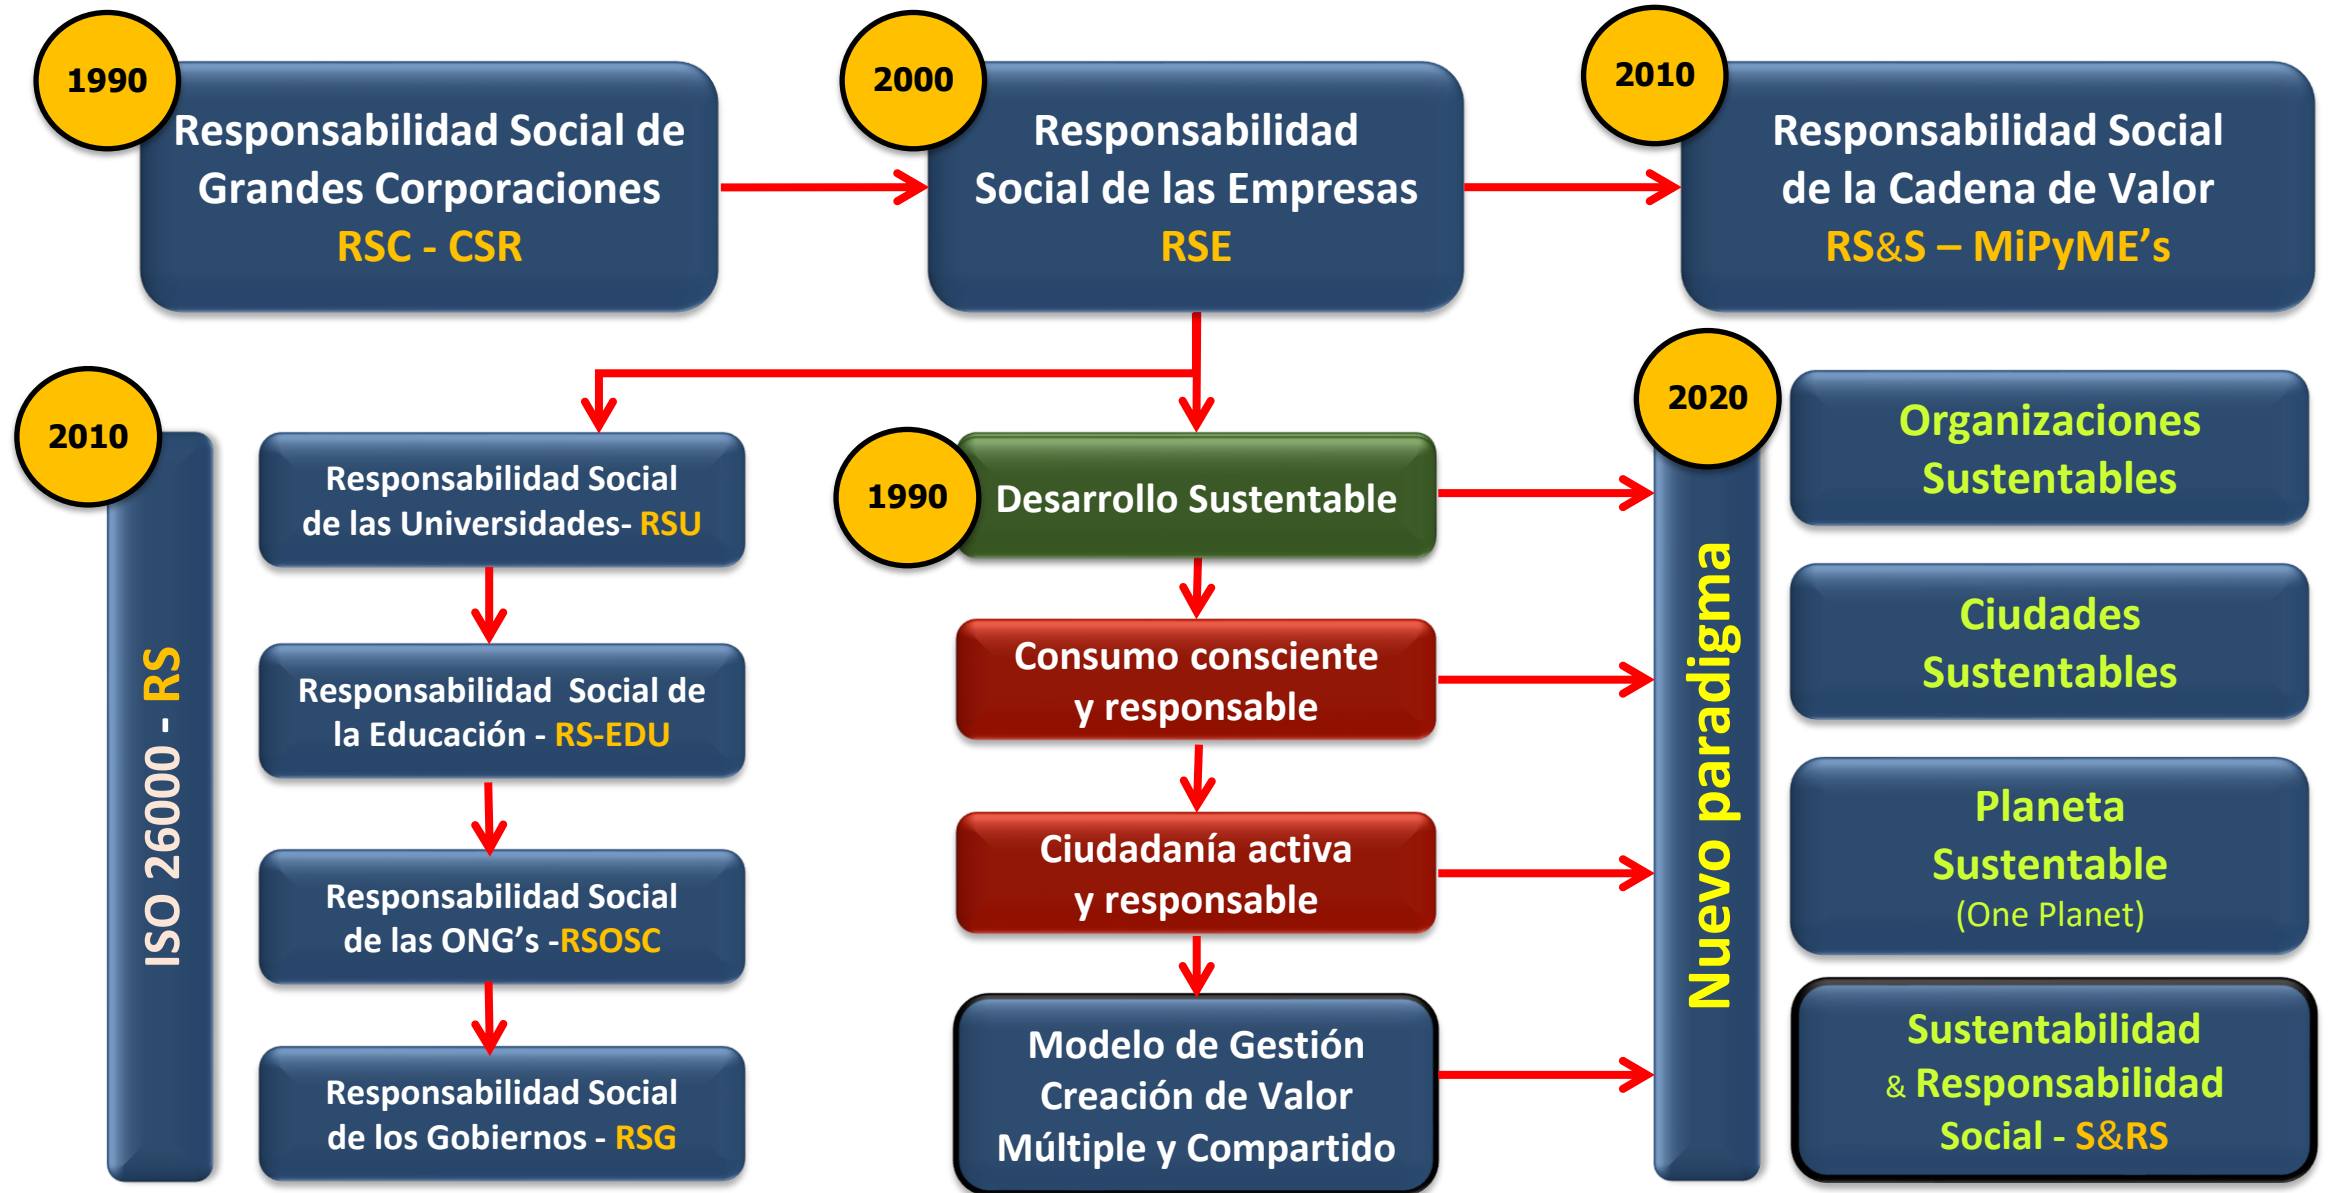 1990
Responsabilidad Social de
Grandes Corporaciones
RSC - CSR
2000
Responsabilidad
Social de las Empresas
RSE
2010
Responsabilidad Social
de la Cadena de Valor
RS&S – MiPyME’s
2010
ISO 26000 - RS
Responsabilidad Social
de las Universidades- RSU
Responsabilidad Social de
la Educación - RS-EDU
Responsabilidad Social
de las ONG’s -RSOSC
Responsabilidad Social
de los Gobiernos - RSG
1990
Desarrollo Sustentable
Consumo consciente
y responsable
Ciudadanía activa
y responsable
Modelo de Gestión
Creación de Valor
Múltiple y Compartido
2020
Nuevo paradigma
Organizaciones
Sustentables
Ciudades
Sustentables
Planeta
Sustentable
(One Planet)
Sustentabilidad
& Responsabilidad
Social - S&RS